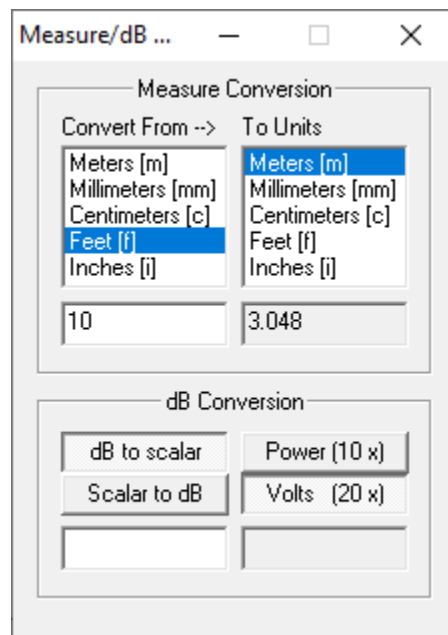 Measure/dB ...
Measure Conversion
Convert From --> To Units
Meters [m] Meters [m]
Millimeters [mm] Millimeters [mm]
Centimeters [c] Centimeters [c]
Feet [f] Feet [f]
Inches [i] Inches [i]
10 3.048
dB Conversion
dB to scalar Power (10 x)
Scalar to dB Volts (20 x)